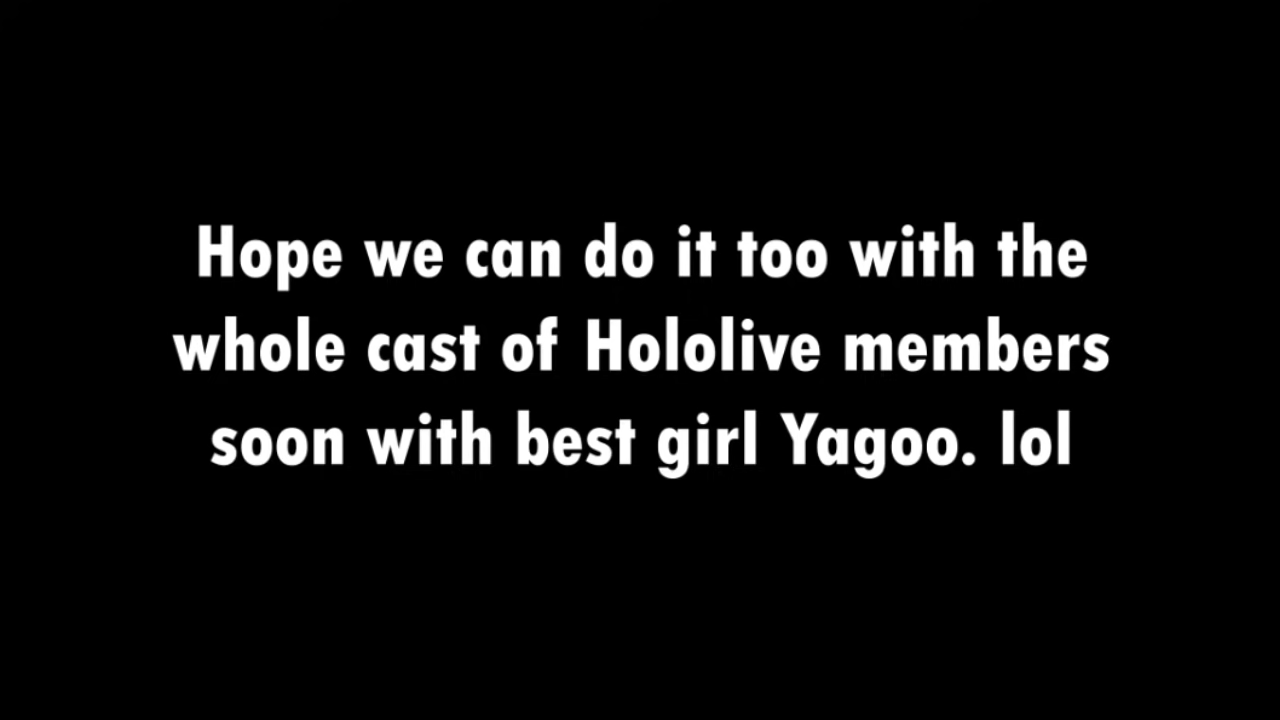 Hope we can do it too with the
whole cast of Hololive members
soon with best girl Yagoo. lol